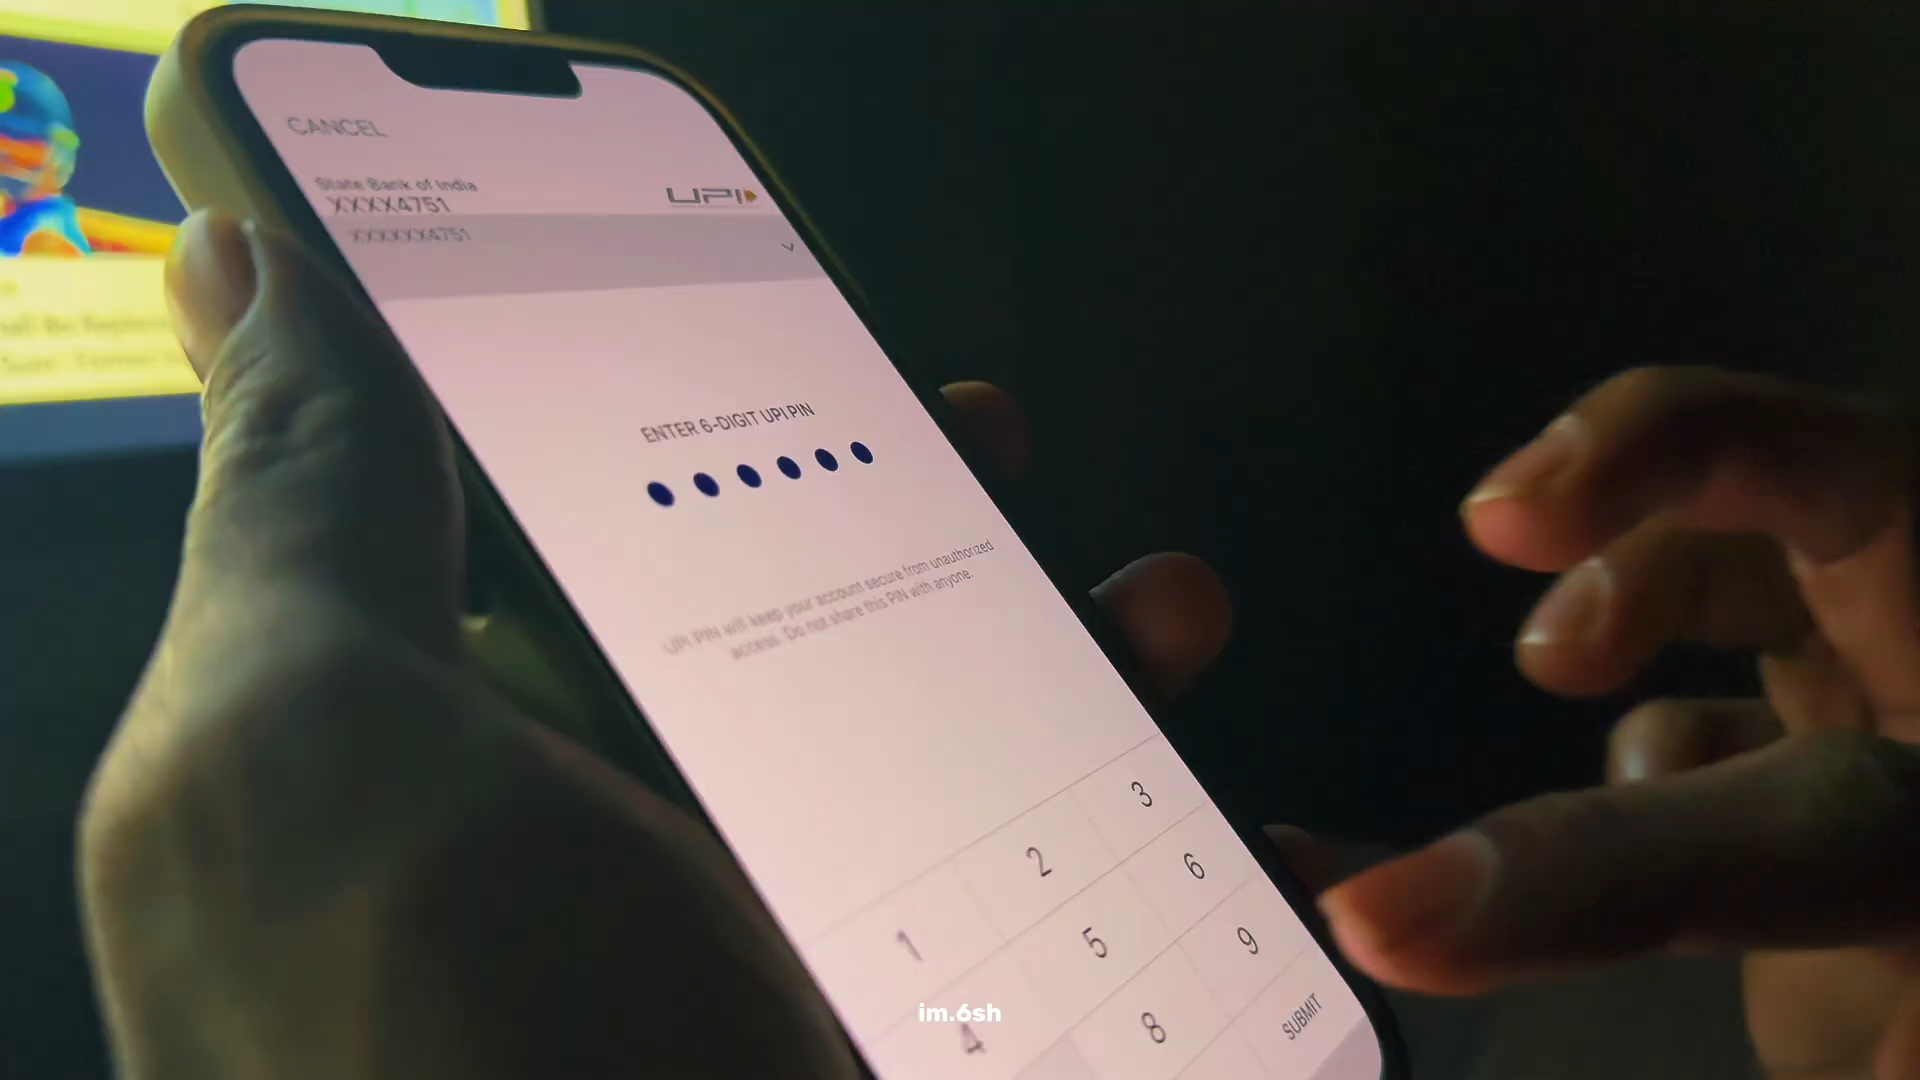 CANCEL
State Bank of India
XXXX4751
UPI
XXXXXX4751
ENTER 6-DIGIT UPI PIN
UPI PIN will keep your account secure from unauthorized
access. Do not share this PIN with anyone.
1 2 3
4 5 6
8 9
SUBMIT
im.6sh